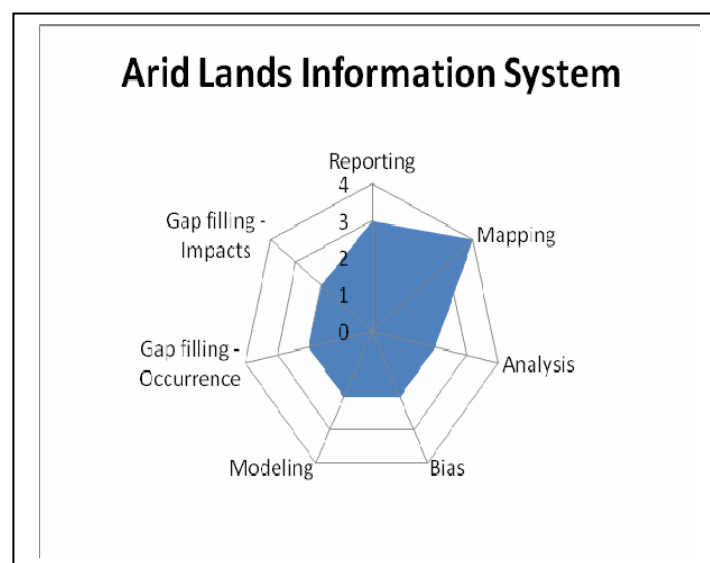 Arid Lands Information System
Reporting
4
3
2
1
0
Mapping
Analysis
Bias
Modeling
Gap filling -
Occurrence
Gap filling -
Impacts